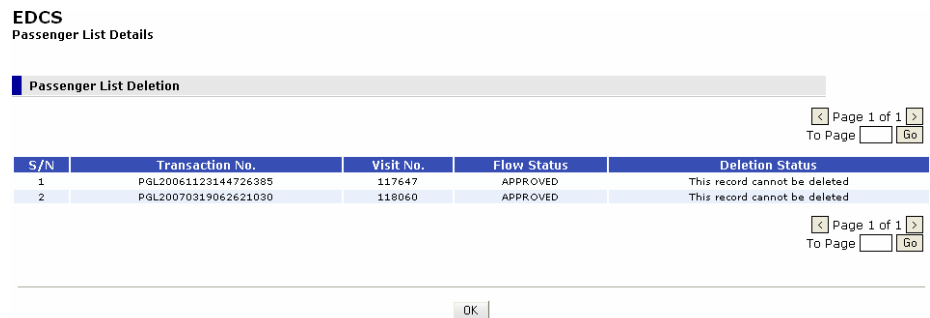 EDCS
Passenger List Details
Passenger List Deletion
< Page 1 of 1 >
To Page Go
S/N Transaction No. Visit No. Flow Status Deletion Status
1 PGL20061123144726385 117647 APPROVED This record cannot be deleted
2 PGL20070319062621030 118060 APPROVED This record cannot be deleted
< Page 1 of 1 >
To Page Go
OK